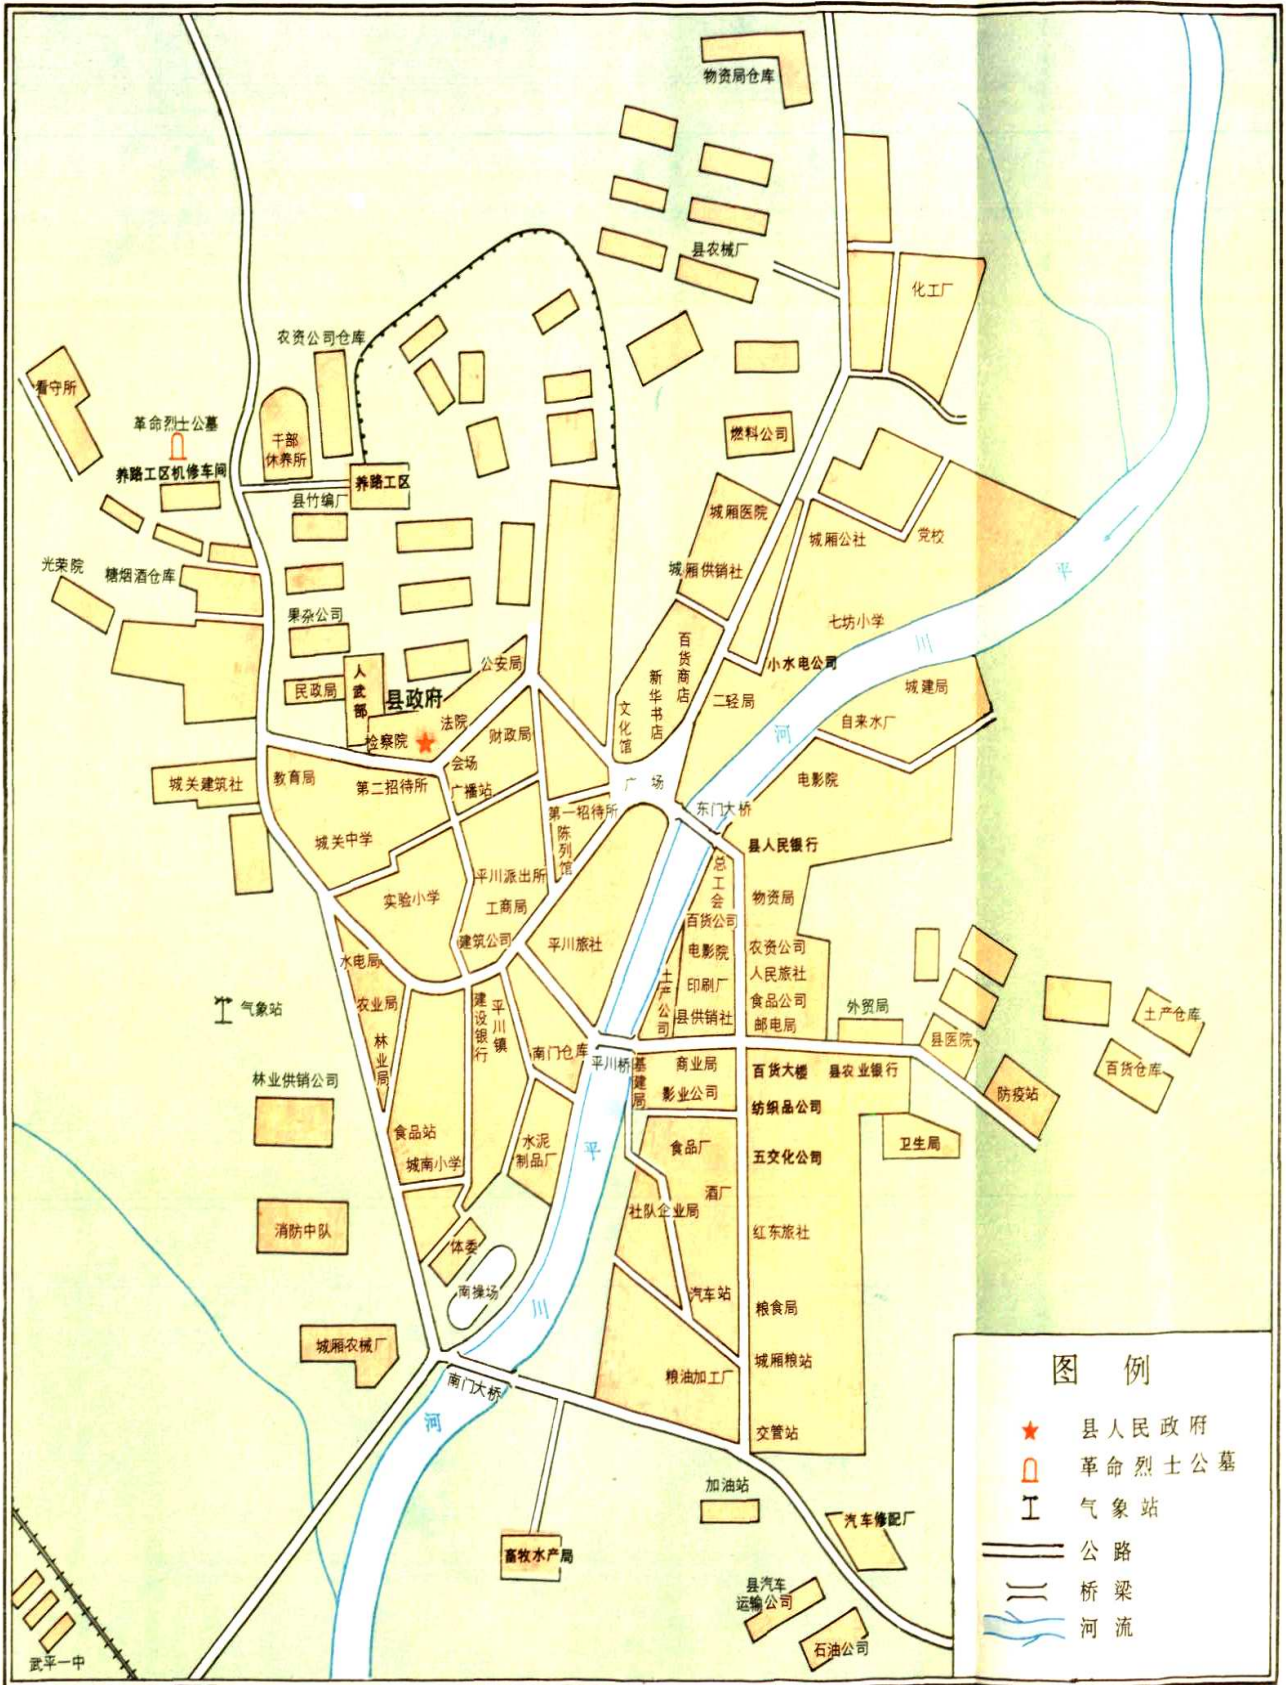 物资局仓库
县农械厂
化工厂
农资公司仓库
看守所
革命烈士公墓
干部
休养所
养路工区机修车间
养路工区
县竹编厂
燃料公司
城厢医院
城厢公社
党校
城厢供销社
光荣院
糖烟酒仓库
果杂公司
七坊小学
平
川
河
公安局
百货商店
新华书店
文化馆
小水电公司
二轻局
城建局
自来水厂
民政局
人武部
县政府
法院
检察院
财政局
会场
广播站
教育局
第二招待所
城关建筑社
广场
电影院
第一招待所
东门大桥
城关中学
陈列馆
县人民银行
总工会
物资局
平川派出所
实验小学
工商局
百货公司
建筑公司
平川旅社
电影院
农资公司
水电局
人民旅社
土产公司
印刷厂
食品公司
农业局
建设银行
平川镇
县供销社
邮电局
外贸局
气象站
县医院
土产仓库
林业局
南门仓库
平川桥
基建局
商业局
百货大楼
县农业银行
百货仓库
林业供销公司
影业公司
纺织品公司
防疫站
食品站
水泥
制品厂
平
食品厂
五交化公司
卫生局
城南小学
酒厂
社队企业局
消防中队
体委
红东旅社
南操场
川
汽车站
粮食局
城厢农械厂
城厢粮站
粮油加工厂
南门大桥
河
交管站
加油站
汽车修配厂
畜牧水产局
县汽车
运输公司
石油公司
武平一中
图例
县人民政府
革命烈士公墓
气象站
公路
桥梁
河流